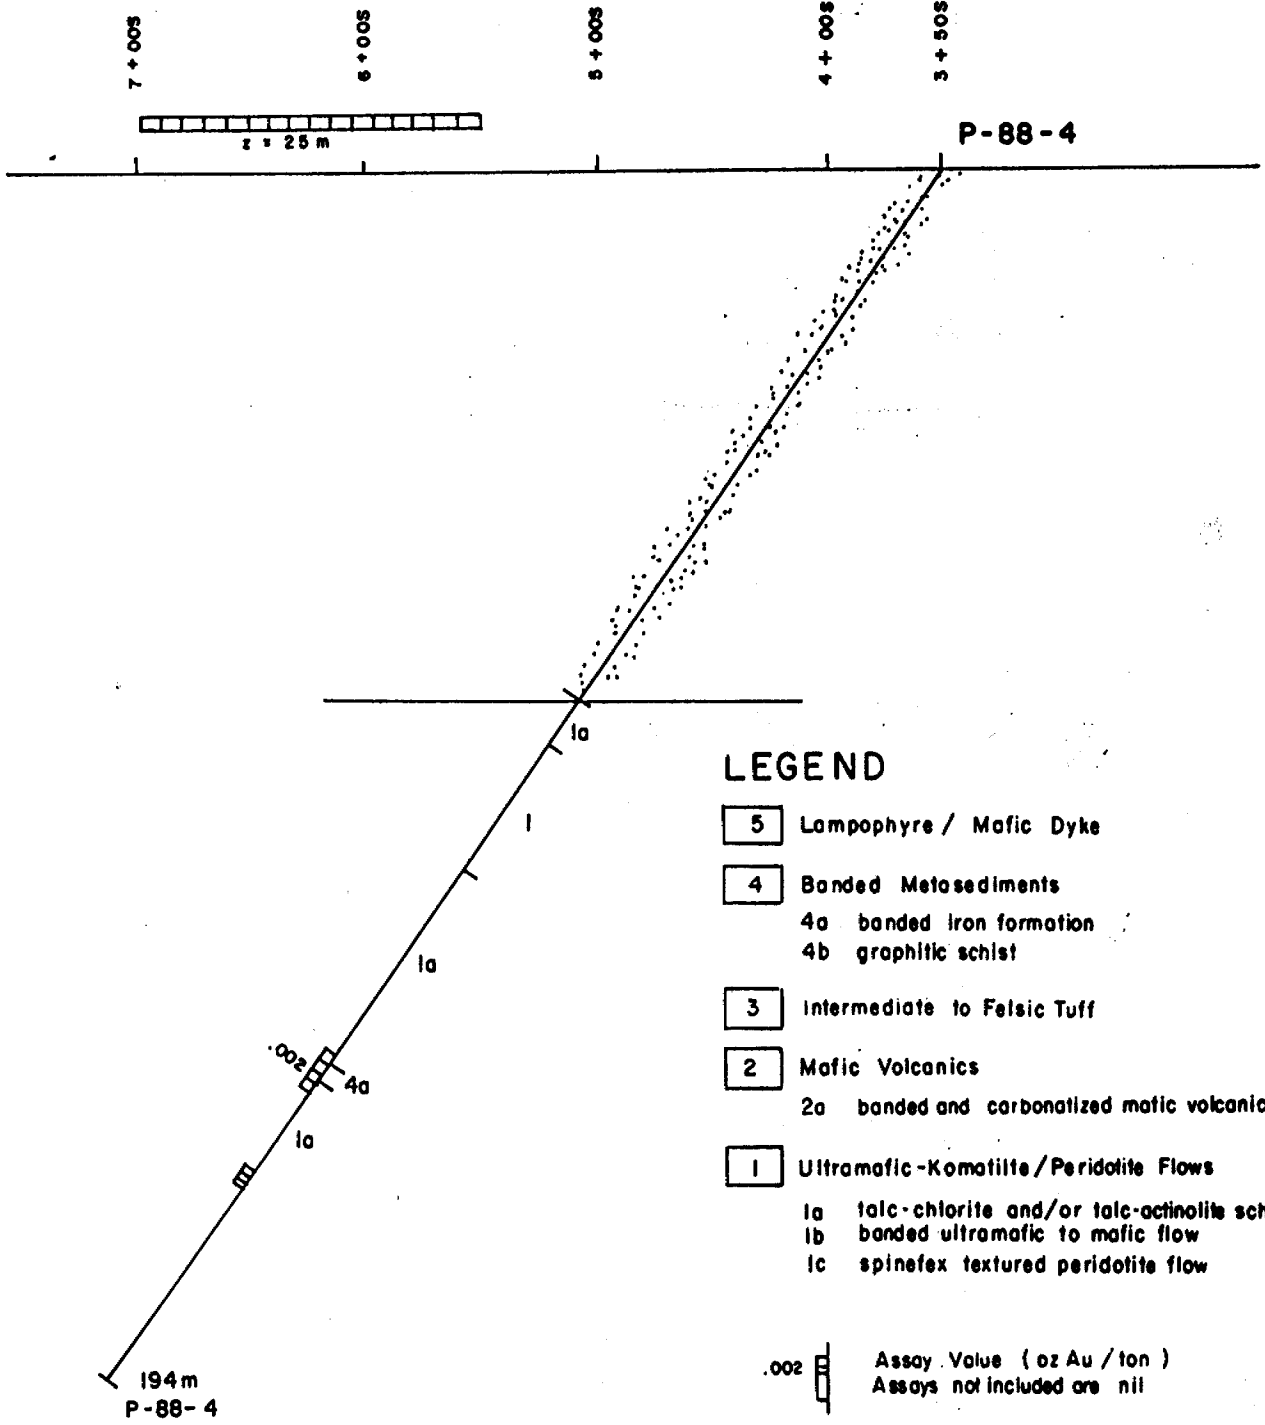 7+00S
6+00S
5+00S
4+00S
3+50S
z = 25 m
P-88-4
1a
1
1a
.002
4a
1a
194m
P-88-4
LEGEND
5 Lampophyre / Mafic Dyke
4 Banded Metasediments
4a banded iron formation
4b graphitic schist
3 Intermediate to Felsic Tuff
2 Mafic Volcanics
2a banded and carbonatized mafic volcanic
1 Ultramafic-Komatiite/Peridotite Flows
1a talc-chlorite and/or talc-actinolite sch
1b banded ultramafic to mafic flow
1c spinefex textured peridotite flow
.002 Assay Value (oz Au / ton)
Assays not included are nil